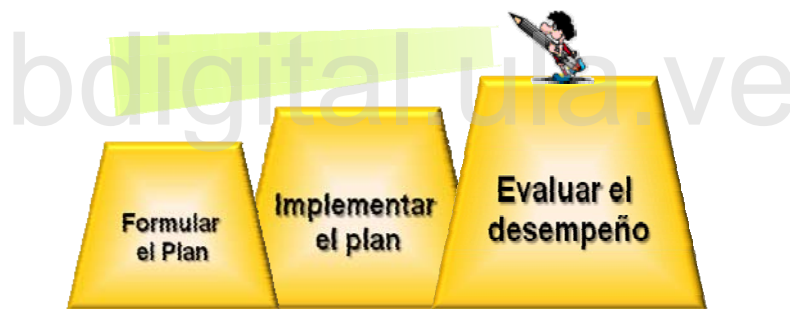 bdigital.ula.ve
Formular
el Plan
Implementar
el plan
Evaluar el
desempeño